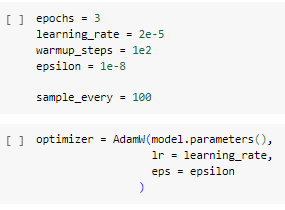 [ ] epochs = 3
learning_rate = 2e-5
warmup_steps = 1e2
epsilon = 1e-8
sample_every = 100
[ ] optimizer = AdamW(model.parameters(),
lr = learning_rate,
eps = epsilon
)